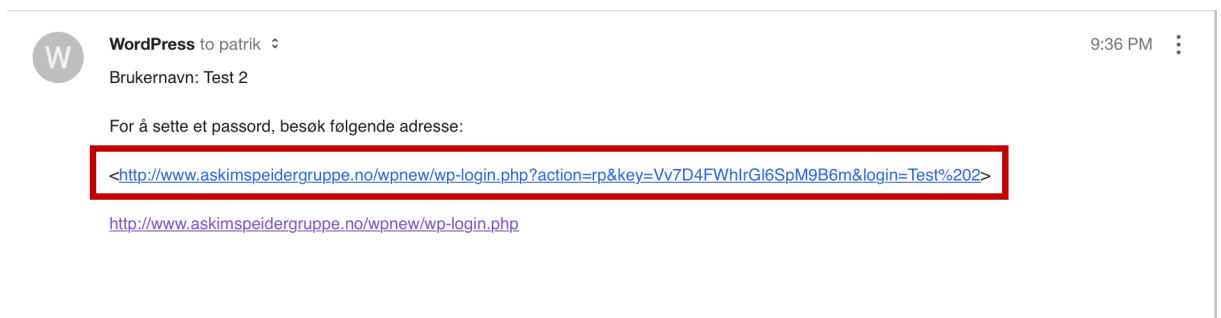 W
WordPress to patrik
9:36 PM
Brukernavn: Test 2
For å sette et passord, besøk følgende adresse:
<http://www.askimspeidergruppe.no/wpnew/wp-login.php?action=rp&key=Vv7D4FWhIrGl6SpM9B6m&login=Test%202>
http://www.askimspeidergruppe.no/wpnew/wp-login.php